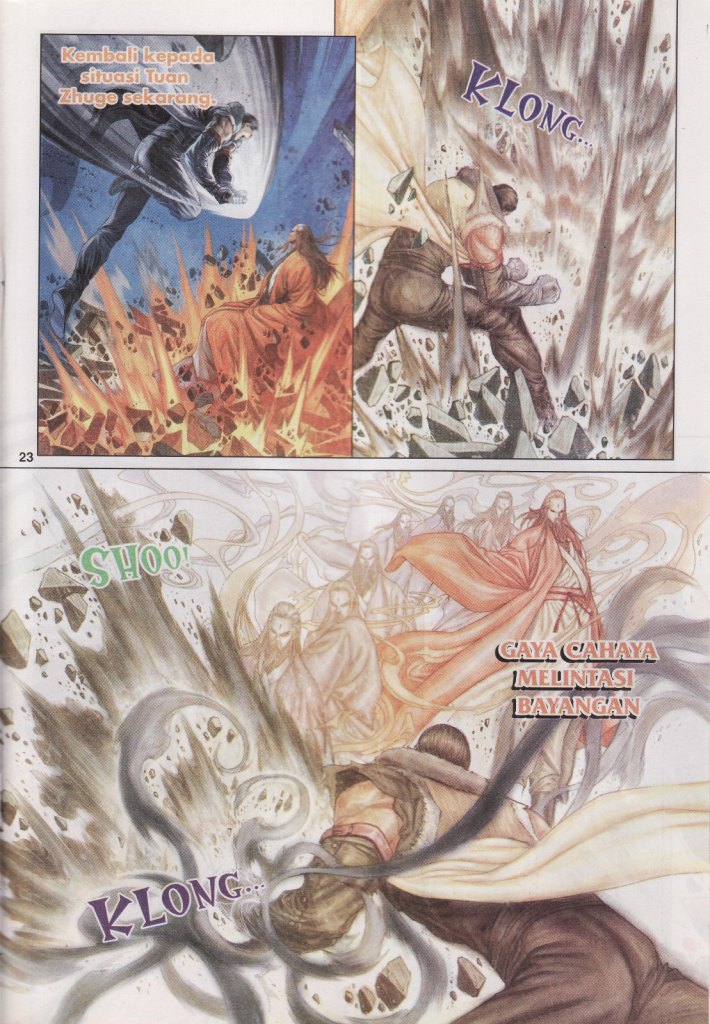 Kembali kepada
situasi Tuan
Zhuge sekarang.
KLONG...
23
SHOO!
GAYA CAHAYA
MELINTASI
BAYANGAN
KLONG...